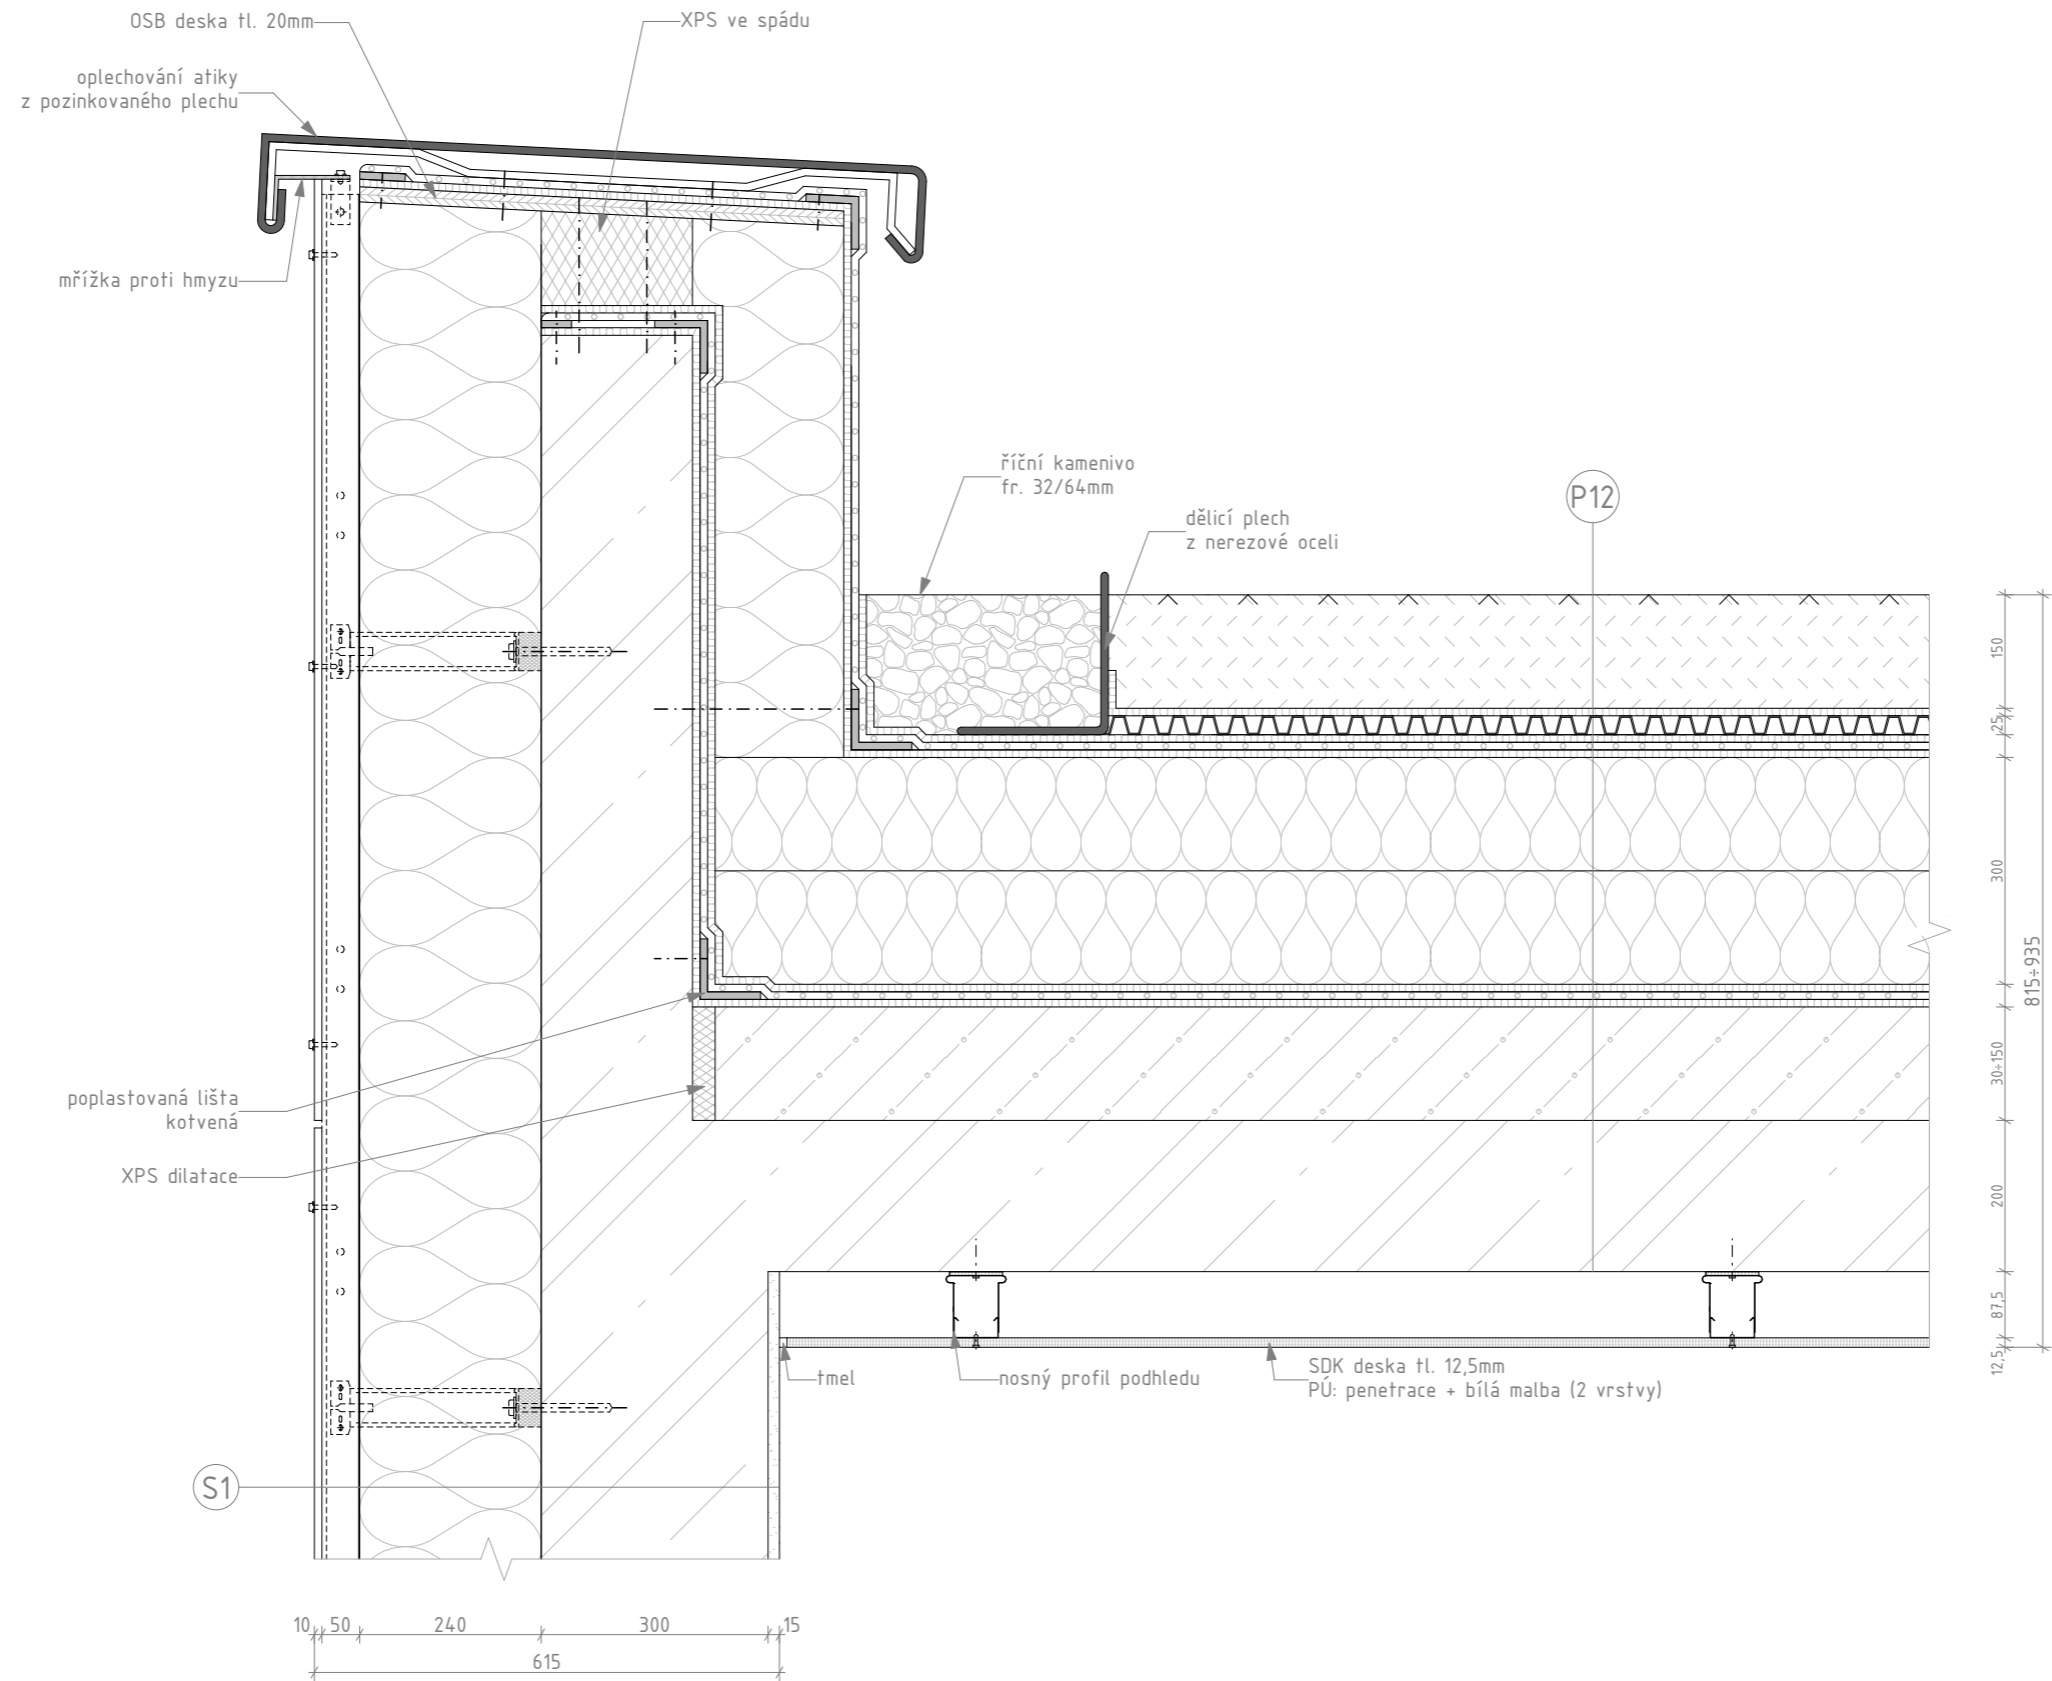 OSB deska tl. 20mm
XPS ve spádu
oplechování atiky
z pozinkovaného plechu
mřížka proti hmyzu
říční kamenivo
fr. 32/64mm
dělicí plech
z nerezové oceli
P12
150
25
300
30÷150
200
87,5
12,5
815÷935
poplastovaná lišta
kotvená
XPS dilatace
tmel
nosný profil podhledu
SDK deska tl. 12,5mm
PÚ: penetrace + bílá malba (2 vrstvy)
S1
10 50 240 300 15
615